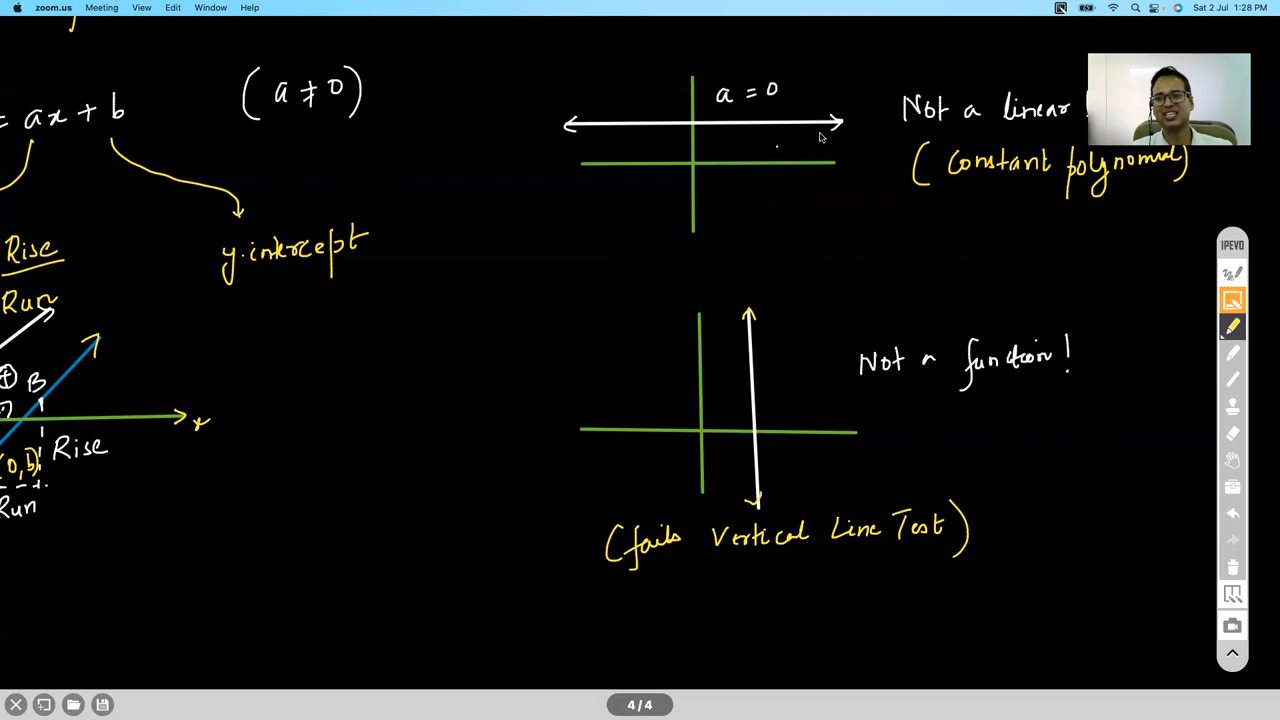 zoom.us Meeting View Edit Window Help Sat 2 Jul 1:28 PM
= ax + b (a ≠ 0)
a = 0
Not a linear!
(Constant polynomial)
y.intercept
Rise
Run
B
x
(0,b)
Rise
Run
Not a function!
(fails Vertical Line Test)
IPEVO
4/4